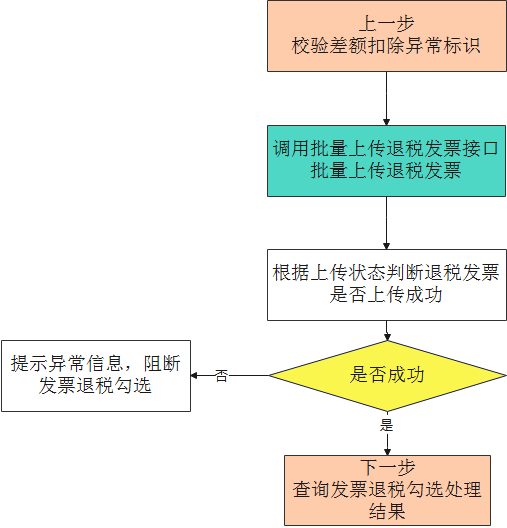 上一步
校验差额扣除异常标识
调用批量上传退税发票接口
批量上传退税发票
根据上传状态判断退税发票
是否上传成功
是否成功
否
提示异常信息，阻断
发票退税勾选
是
下一步
查询发票退税勾选处理
结果